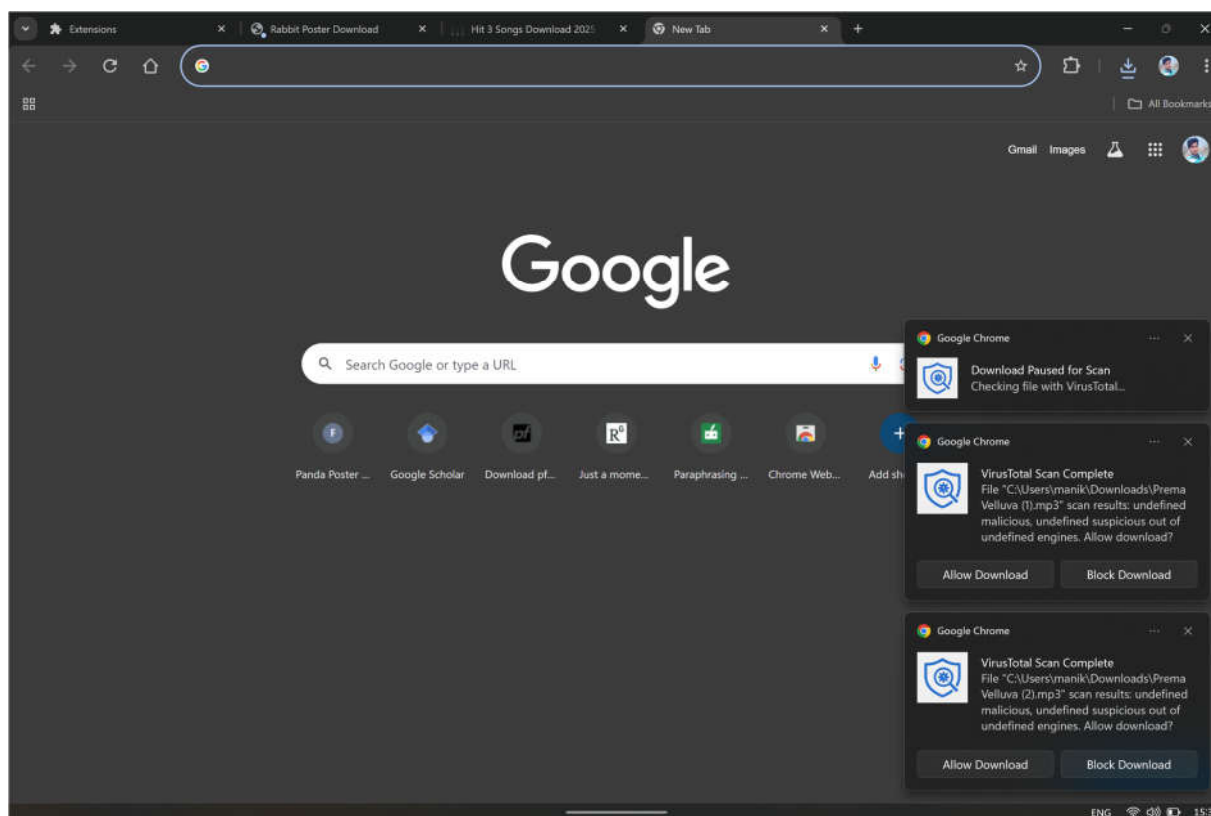 Extensions
Rabbit Poster Download
Hit 3 Songs Download 2025
New Tab
All Bookmarks
Gmail Images
Google
Search Google or type a URL
Panda Poster ...
Google Scholar
Download pf...
Just a mome...
Paraphrasing ...
Chrome Web...
Add sh
Google Chrome
Download Paused for Scan
Checking file with VirusTotal...
Google Chrome
VirusTotal Scan Complete
File "C:\Users\manik\Downloads\Prema
Velluva (1).mp3" scan results: undefined
malicious, undefined suspicious out of
undefined engines. Allow download?
Allow Download
Block Download
Google Chrome
VirusTotal Scan Complete
File "C:\Users\manik\Downloads\Prema
Velluva (2).mp3" scan results: undefined
malicious, undefined suspicious out of
undefined engines. Allow download?
Allow Download
Block Download
ENG